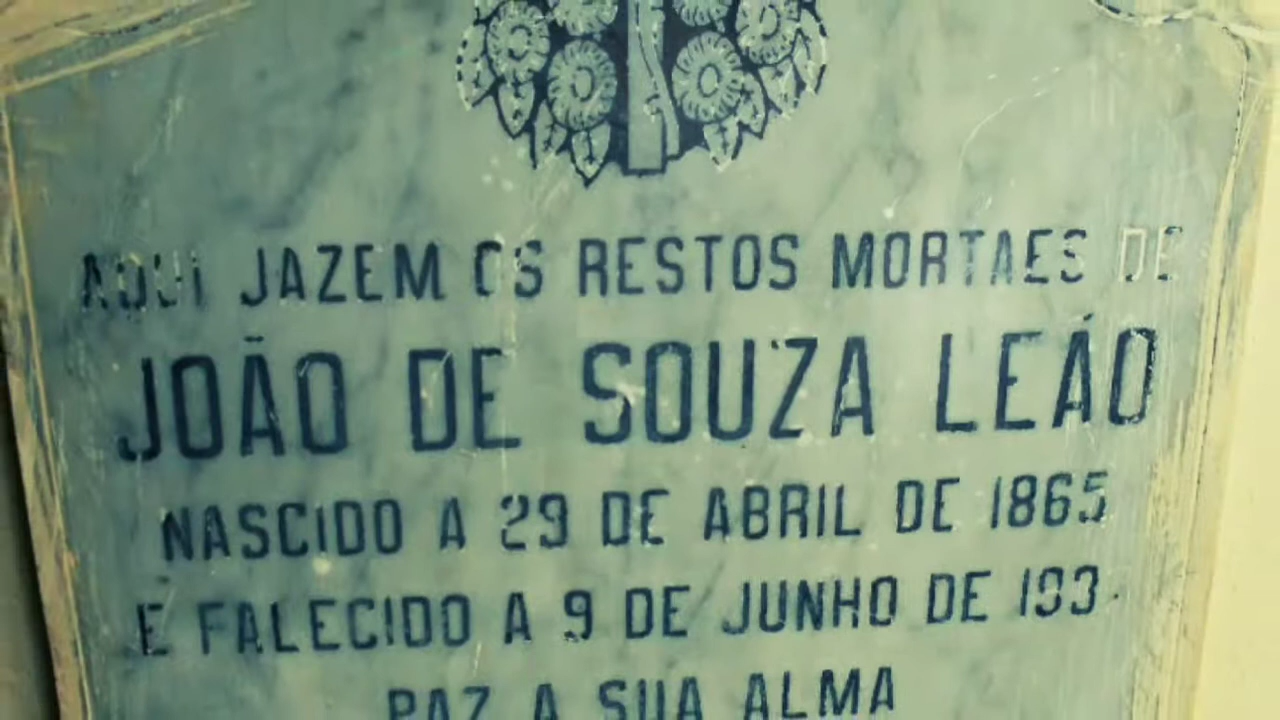 AQUI JAZEM OS RESTOS MORTAES DE
JOÃO DE SOUZA LEÃO
NASCIDO A 29 DE ABRIL DE 1865
E FALECIDO A 9 DE JUNHO DE
PAZ A SUA ALMA